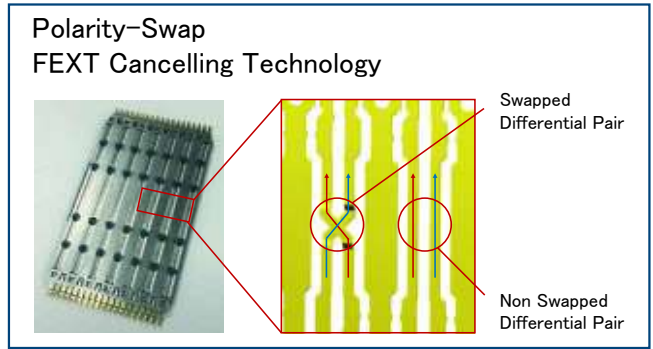 Polarity-Swap
FEXT Cancelling Technology
Swapped
Differential Pair
Non Swapped
Differential Pair